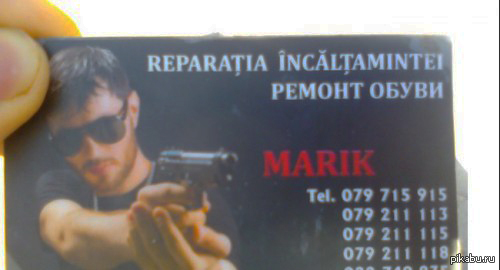 REPARAȚIA ÎNCĂLȚAMINTEI
РЕМОНТ ОБУВИ
MARIK
Tel. 079 715 915
079 211 113
079 211 115
079 211 118
pikabu.ru